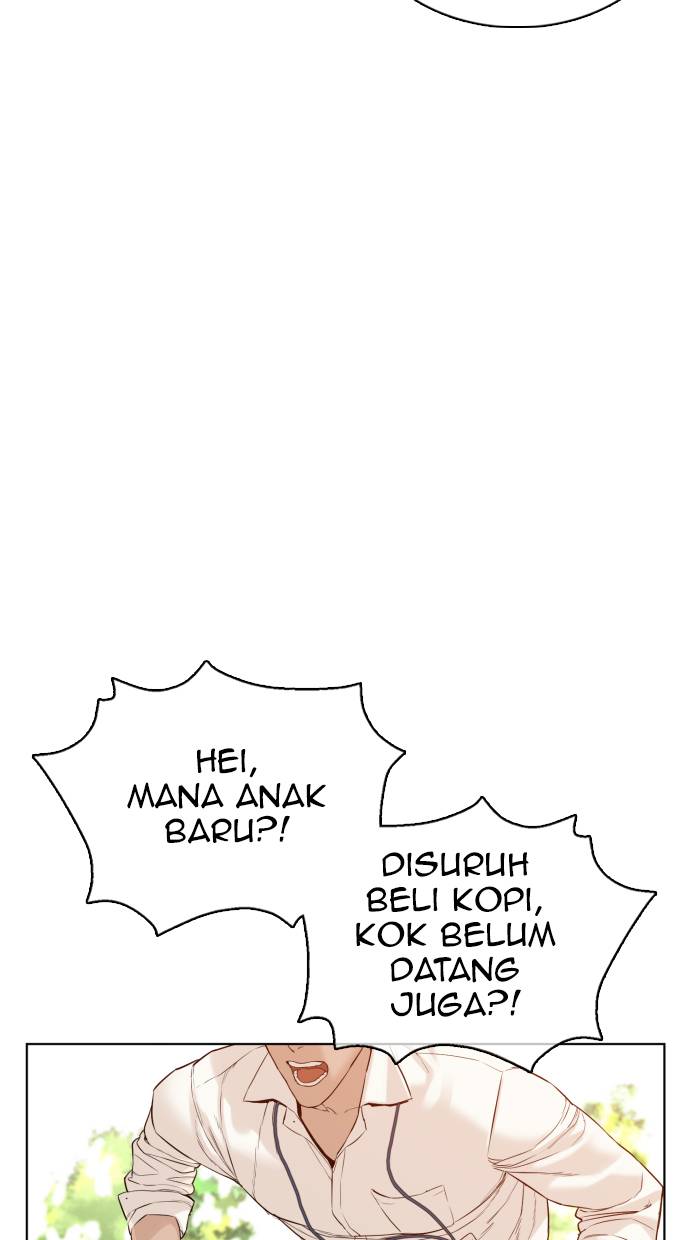 HEI,
MANA ANAK
BARU?!
DISURUH
BELI KOPI,
KOK BELUM
DATANG
JUGA?!